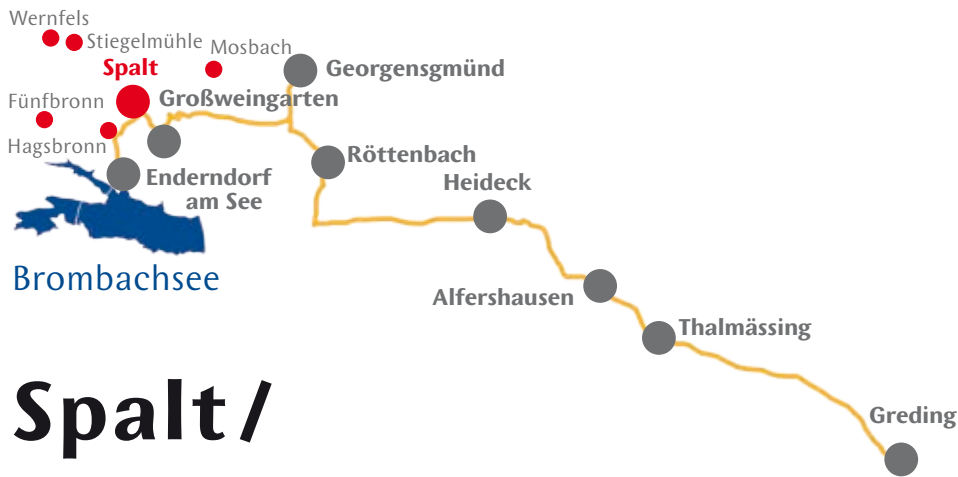 Wernfels
Stiegelmühle
Mosbach
Spalt
Georgensgmünd
Fünfbronn
Großweingarten
Hagsbronn
Röttenbach
Enderndorf
am See
Heideck
Brombachsee
Alfershausen
Thalmässing
Spalt/
Greding